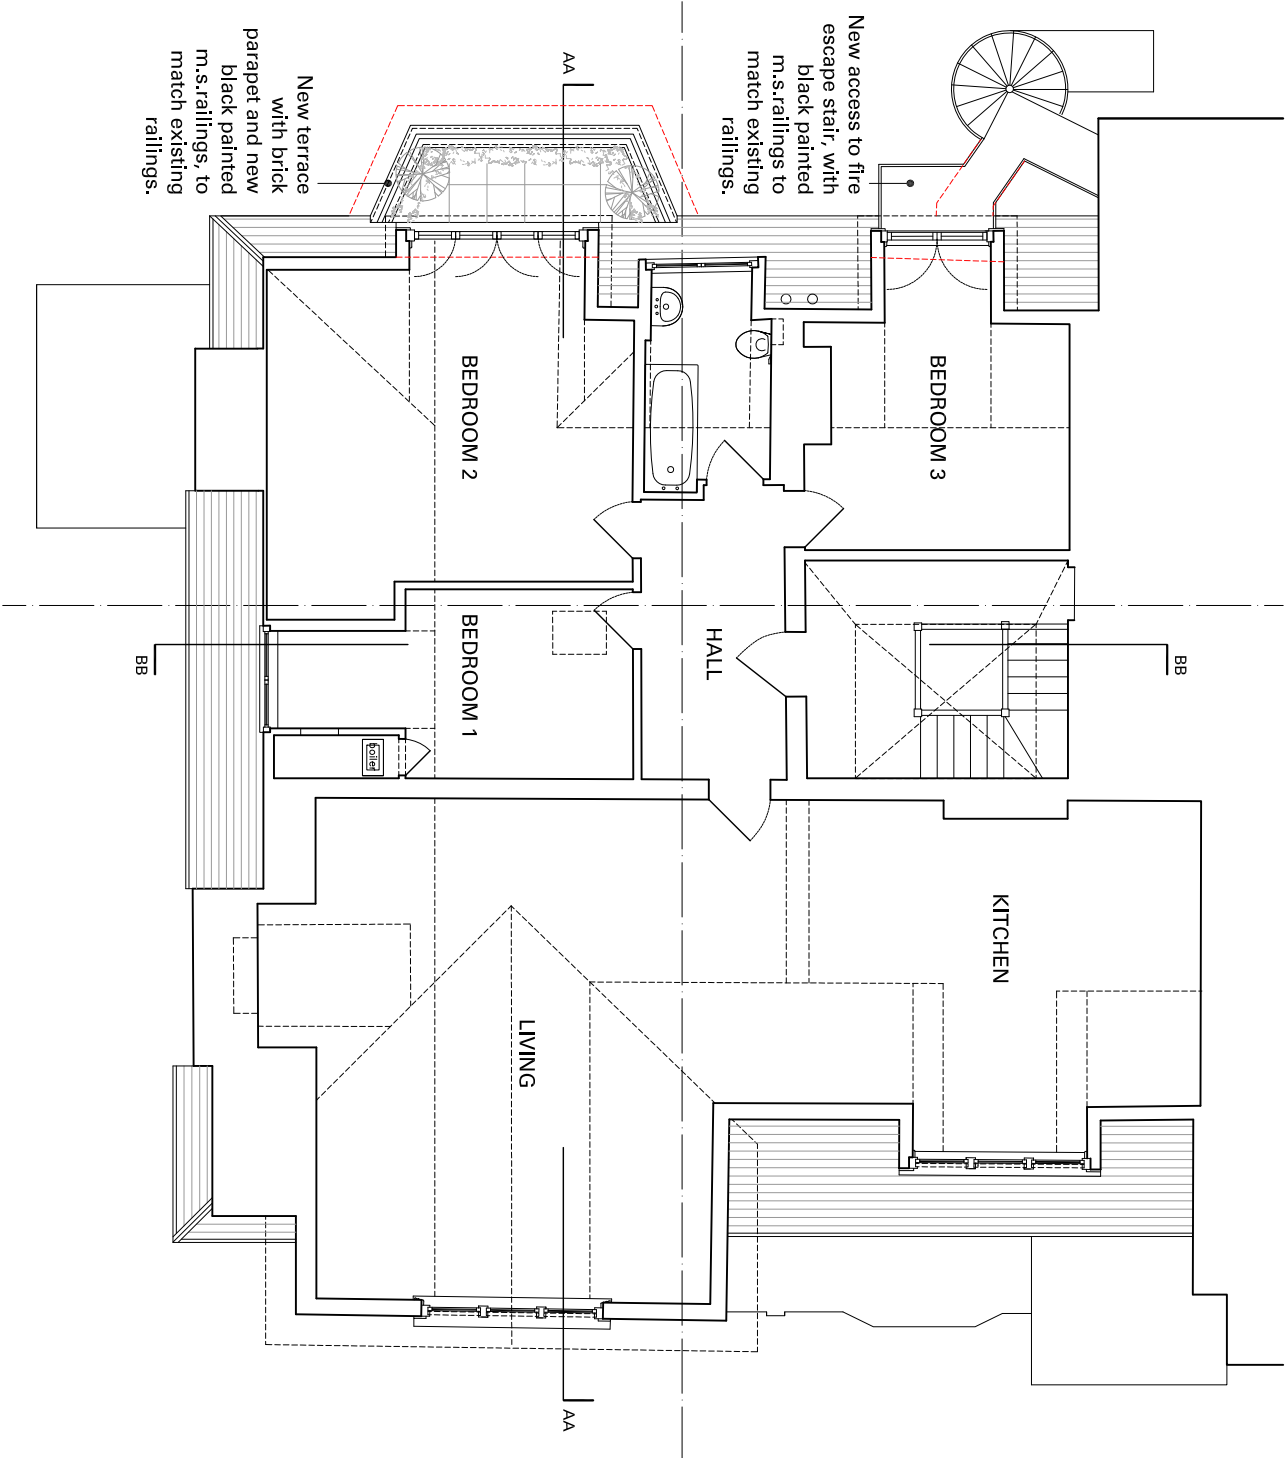 New access to fire
escape stair, with
black painted
m.s.railings to
match existing
railings.
New terrace
with brick
parapet and new
black painted
m.s.railings, to
match existing
railings.
AA
BEDROOM 3
BEDROOM 2
BB
HALL
BEDROOM 1
BB
boiler
KITCHEN
LIVING
AA